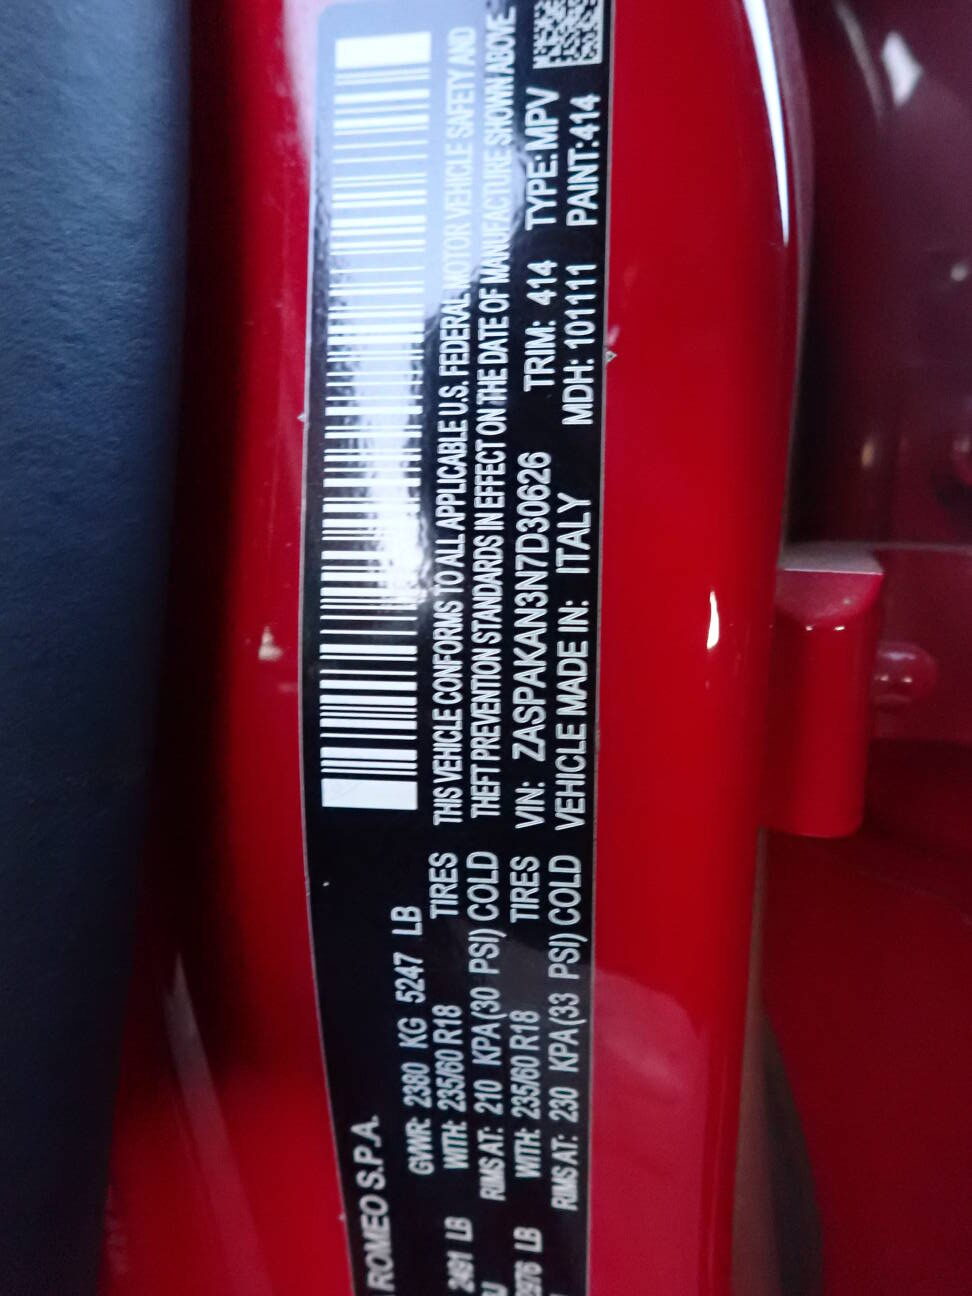 ROMEO S.P.A.
GVWR: 2380 KG 5247 LB
2491 LB WITH: 235/60 R18 TIRES
RIMS AT: 210 KPA(30 PSI) COLD
2976 LB WITH: 235/60 R18 TIRES
RIMS AT: 230 KPA(33 PSI) COLD
THIS VEHICLE CONFORMS TO ALL APPLICABLE U.S. FEDERAL MOTOR VEHICLE SAFETY AND
THEFT PREVENTION STANDARDS IN EFFECT ON THE DATE OF MANUFACTURE SHOWN ABOVE
VIN: ZASPAKAN3N7D30626 TRIM: 414 TYPE: MPV
VEHICLE MADE IN: ITALY MDH: 101111 PAINT:414